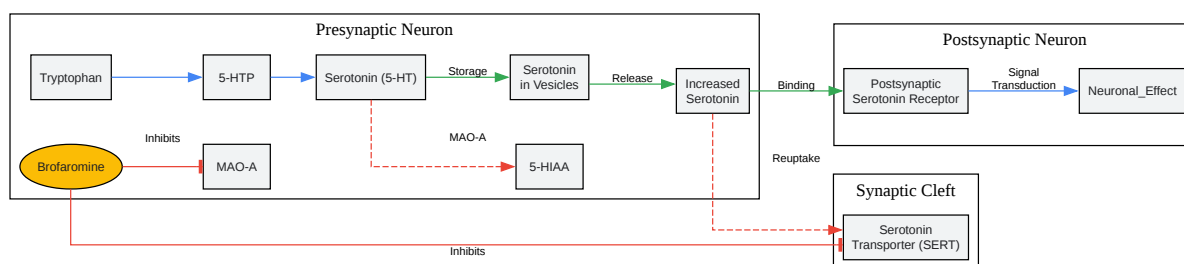 Presynaptic Neuron
Tryptophan
5-HTP
Serotonin (5-HT)
Storage
Serotonin
in Vesicles
Release
Increased
Serotonin
Binding
Postsynaptic Neuron
Postsynaptic
Serotonin Receptor
Signal
Transduction
Neuronal_Effect
Brofaromine
Inhibits
MAO-A
MAO-A
5-HIAA
Reuptake
Synaptic Cleft
Serotonin
Transporter (SERT)
Inhibits